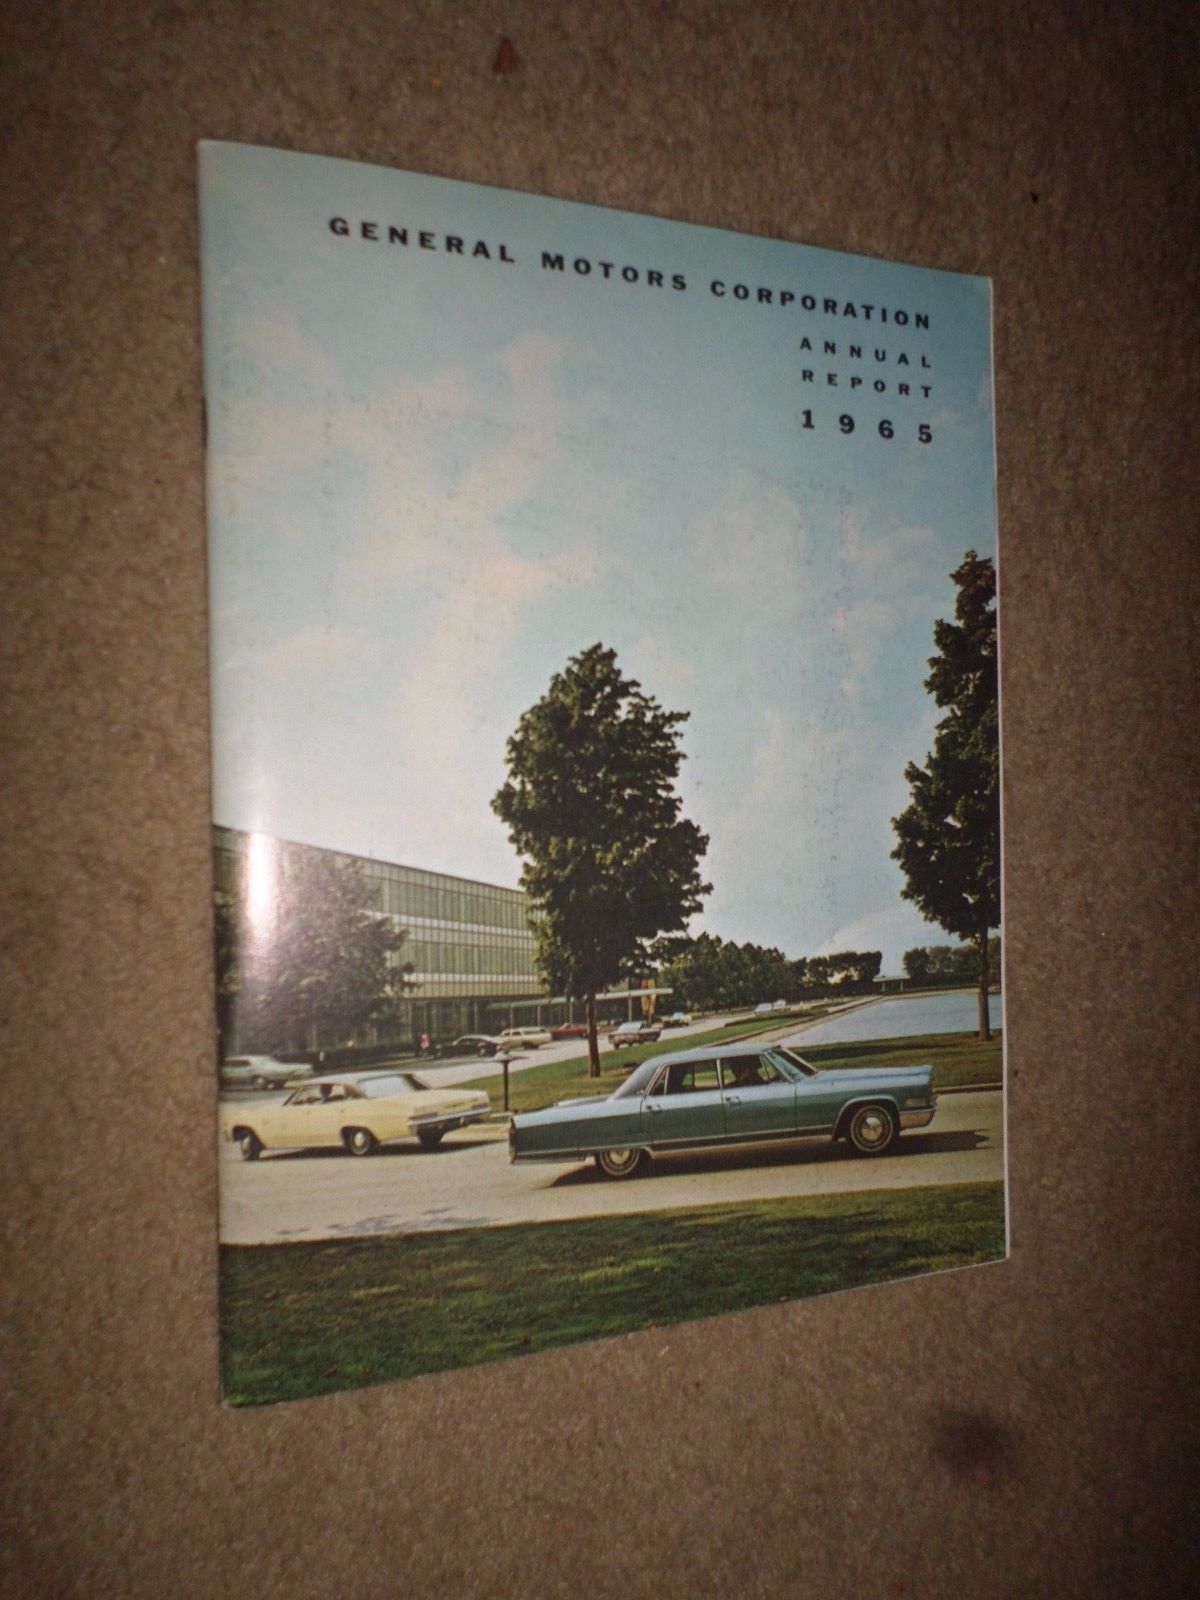 GENERAL MOTORS CORPORATION
ANNUAL
REPORT
1965